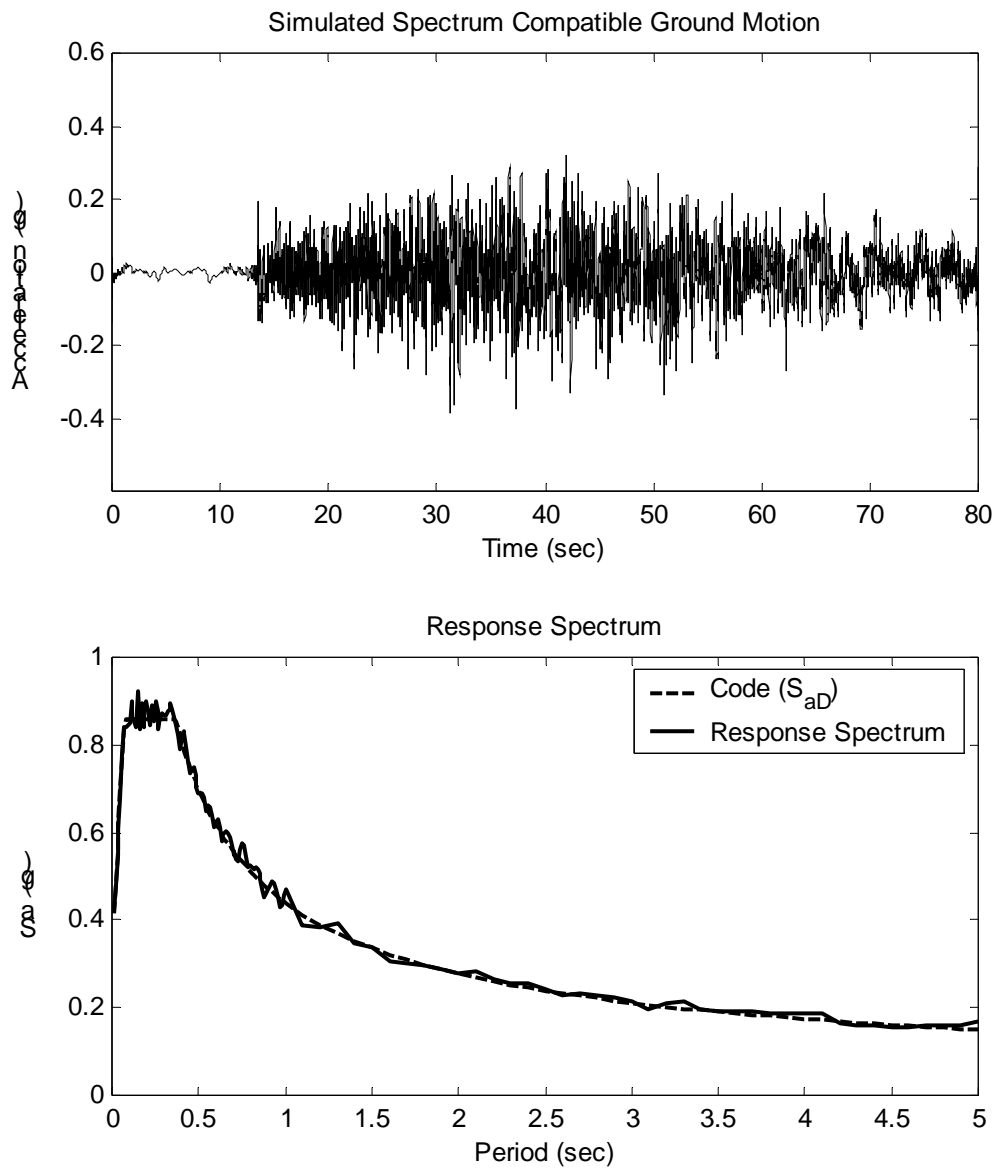 Simulated Spectrum Compatible Ground Motion
0.6
0.4
0.2
0
-0.2
-0.4
Acceleration (g)
0 10 20 30 40 50 60 70 80
Time (sec)
Response Spectrum
1
0.8
0.6
0.4
0.2
0
Sa (g)
Code (SaD)
Response Spectrum
0 0.5 1 1.5 2 2.5 3 3.5 4 4.5 5
Period (sec)